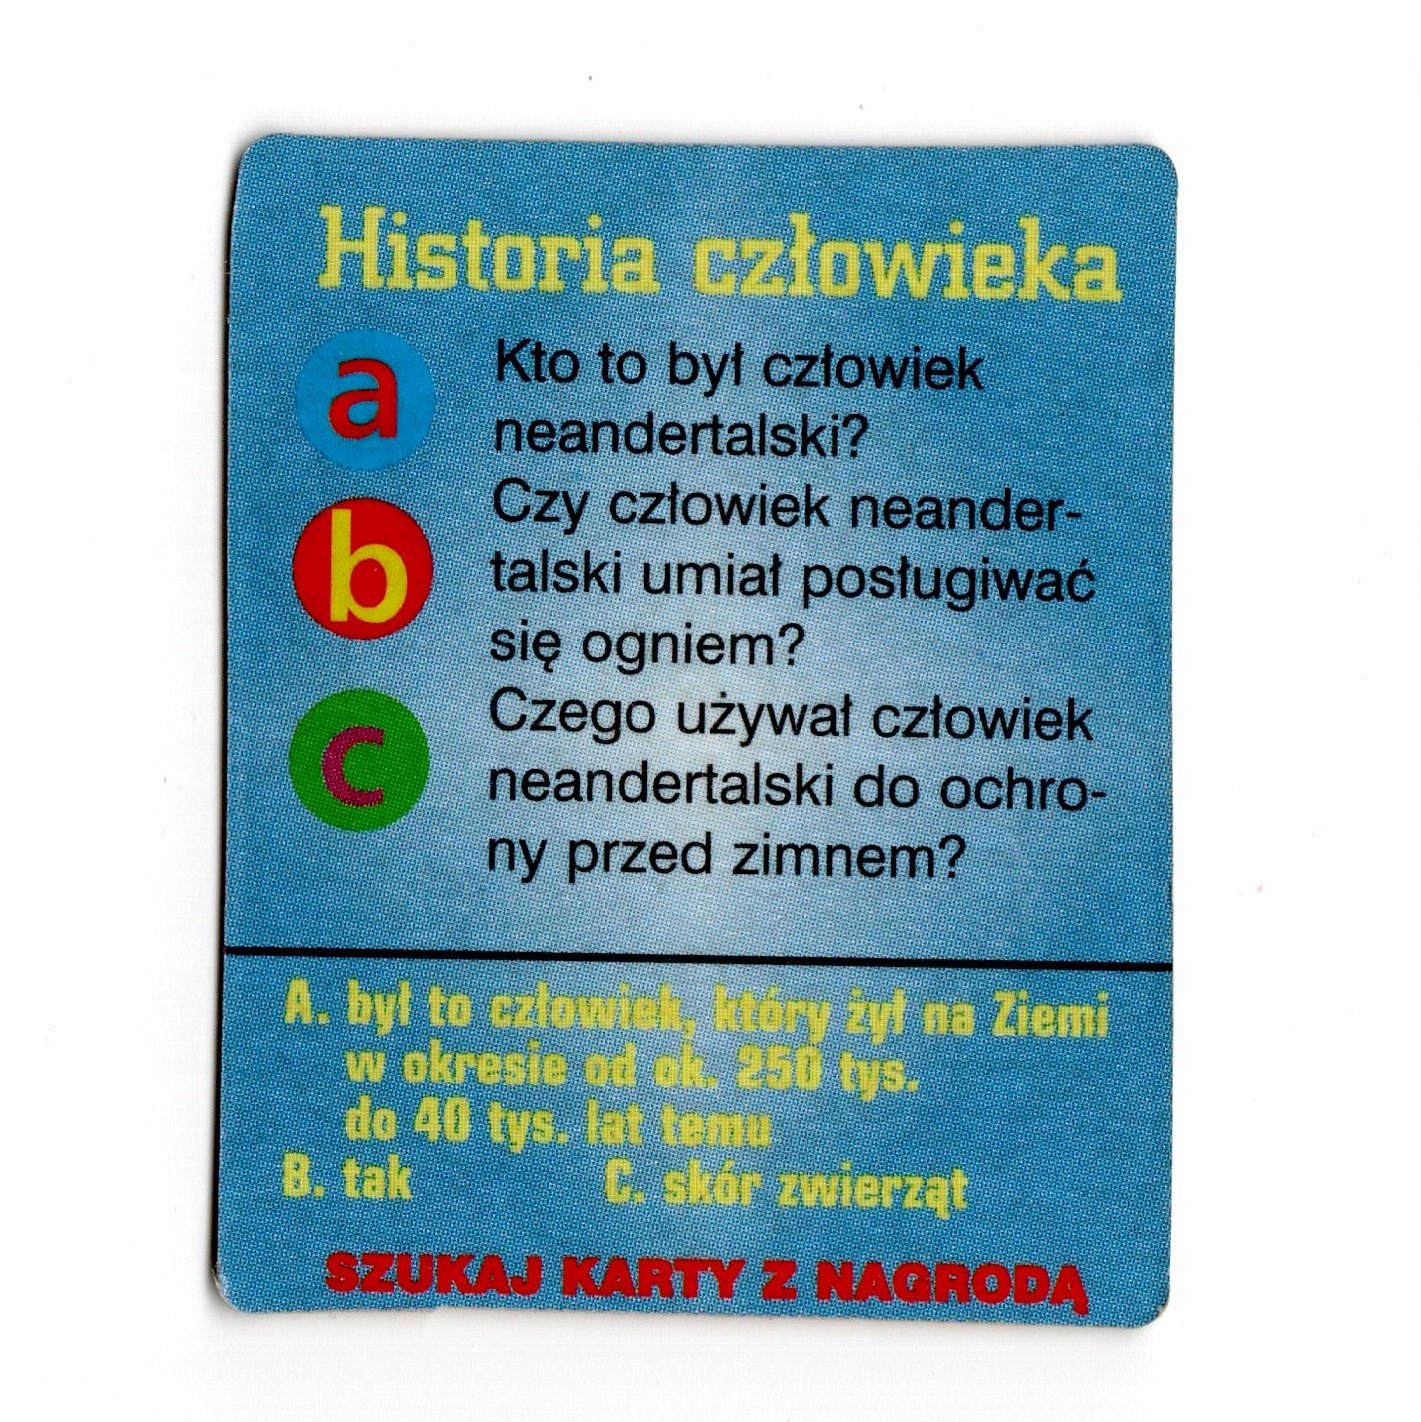 Historia człowieka
a Kto to był człowiek
neandertalski?
b Czy człowiek neander-
talski umiał posługiwać
się ogniem?
c Czego używał człowiek
neandertalski do ochro-
ny przed zimnem?
A. był to człowiek, który żył na Ziemi
w okresie od ok. 250 tys.
do 40 tys. lat temu
B. tak C. skór zwierząt
SZUKAJ KARTY Z NAGRODĄ